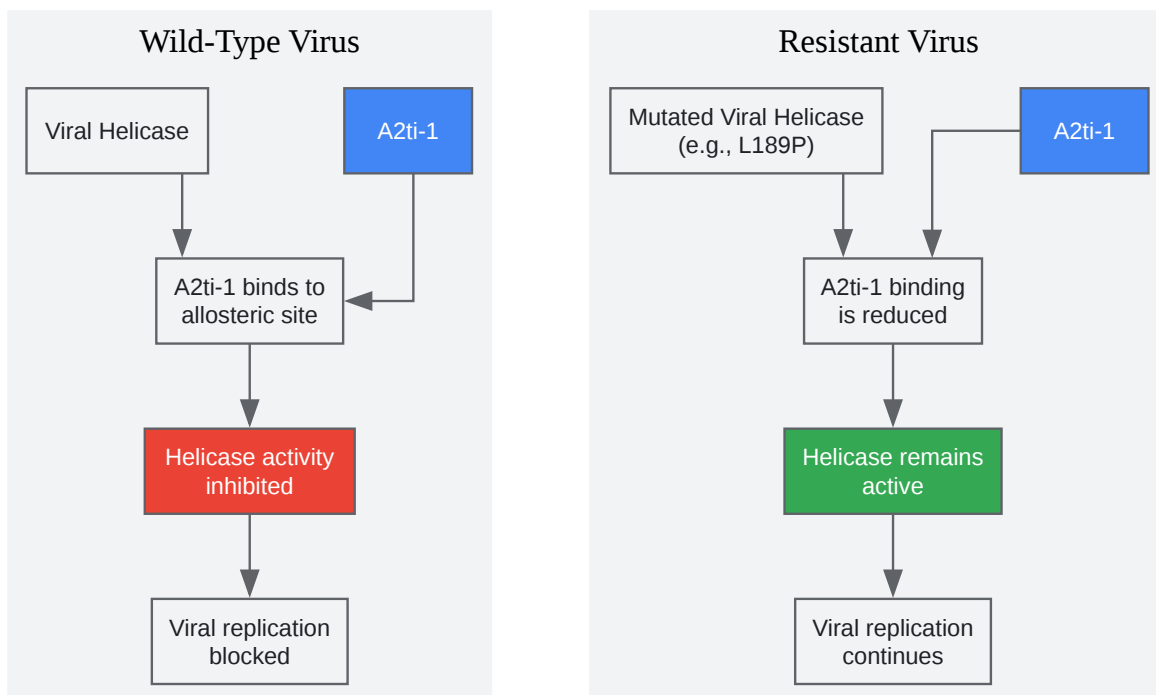 Wild-Type Virus
Viral Helicase
A2ti-1
A2ti-1 binds to
allosteric site
Helicase activity
inhibited
Viral replication
blocked
Resistant Virus
Mutated Viral Helicase
(e.g., L189P)
A2ti-1
A2ti-1 binding
is reduced
Helicase remains
active
Viral replication
continues